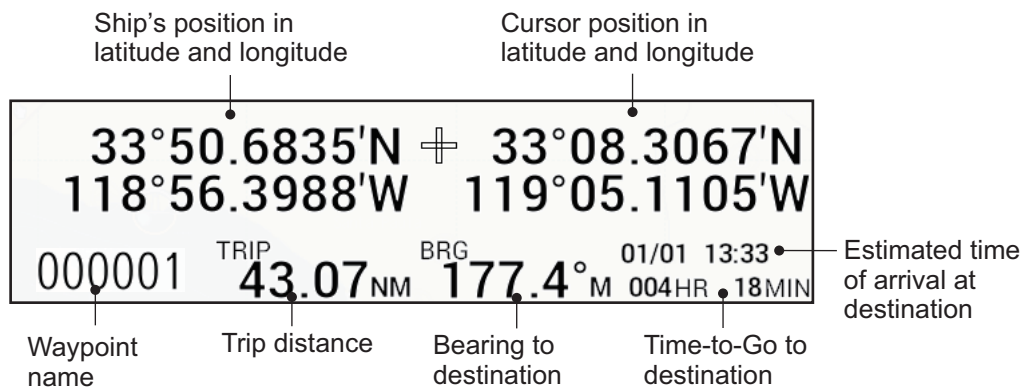 Ship's position in
latitude and longitude
Cursor position in
latitude and longitude
33°50.6835'N
118°56.3988'W
33°08.3067'N
119°05.1105'W
000001
TRIP
43.07NM
BRG
177.4°M
01/01 13:33
004HR 18MIN
Estimated time
of arrival at
destination
Waypoint
name
Trip distance
Bearing to
destination
Time-to-Go to
destination